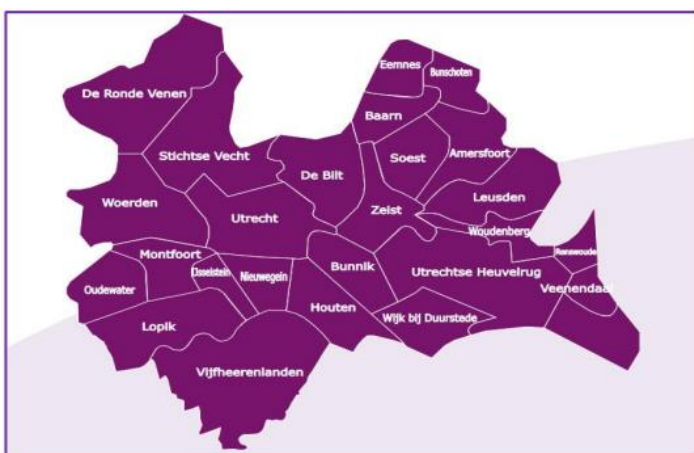 Eemnes
Bunschoten
De Ronde Venen
Baarn
Stichtse Vecht
Soest
Amersfoort
De Bilt
Leusden
Woerden
Zeist
Utrecht
Woudenberg
Montfoort
Renswoude
IJsselstein
Nieuwegein
Bunnik
Utrechtse Heuvelrug
Oudewater
Veenendaal
Houten
Lopik
Wijk bij Duurstede
Vijfheerenlanden